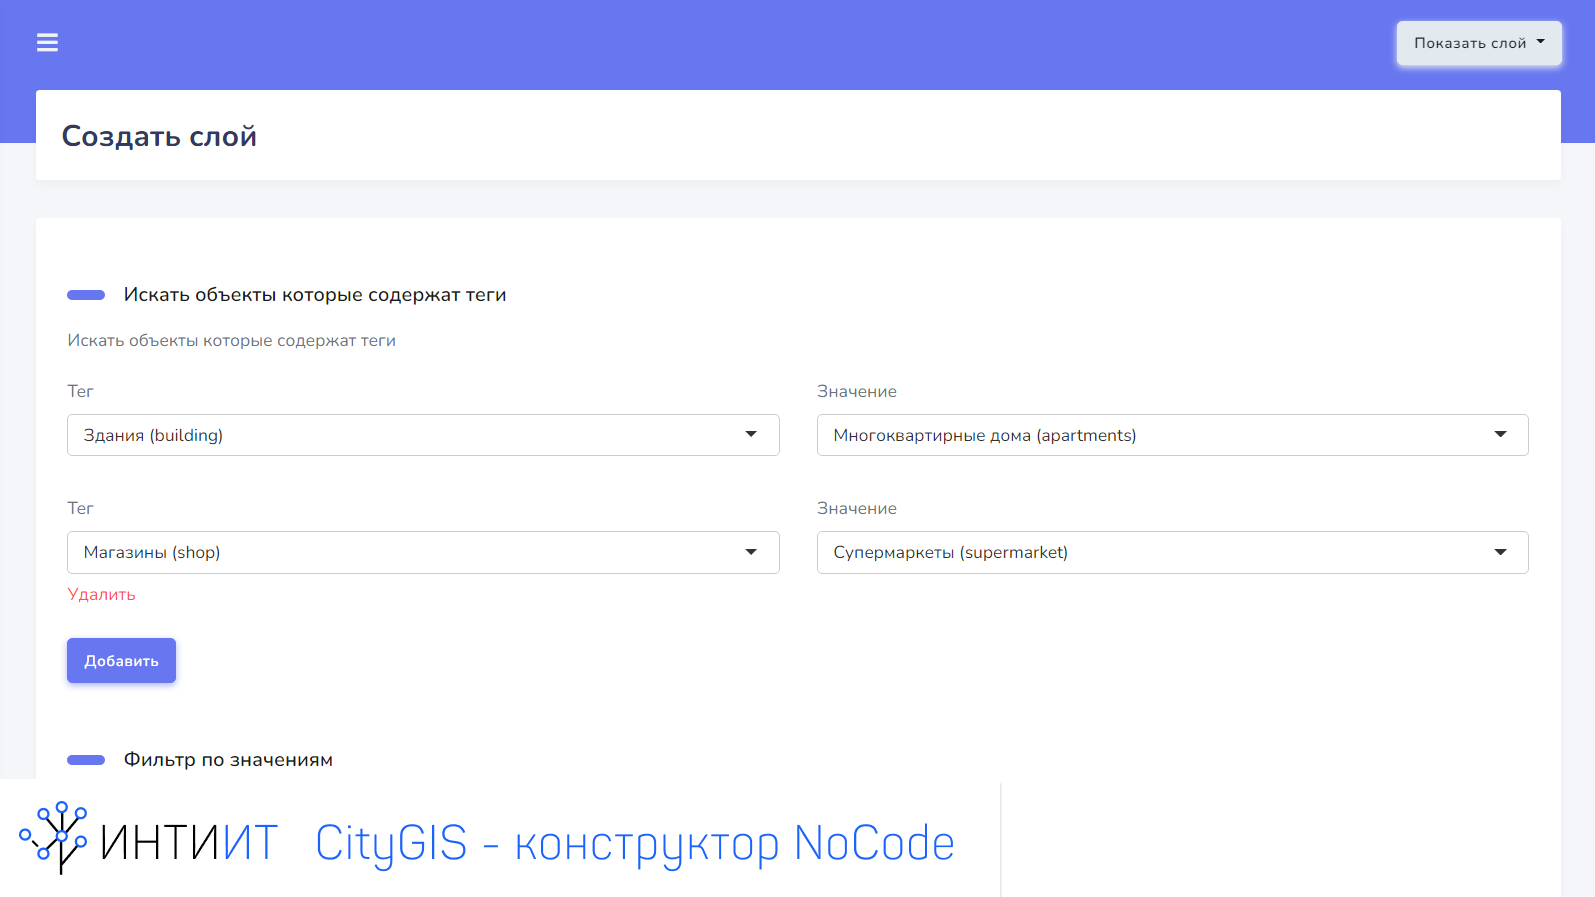 Показать слой
Создать слой
Искать объекты которые содержат теги
Искать объекты которые содержат теги
Тег
Значение
Здания (building)
Многоквартирные дома (apartments)
Тег
Значение
Магазины (shop)
Супермаркеты (supermarket)
Удалить
Добавить
Фильтр по значениям
ИНТИИТ CityGIS - конструктор NoCode